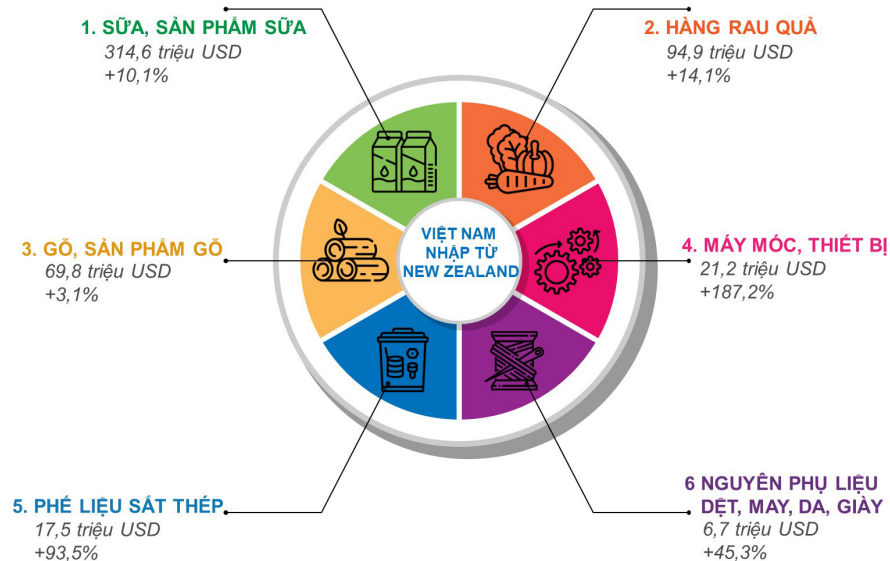 1. SỮA, SẢN PHẨM SỮA
314,6 triệu USD
+10,1%
2. HÀNG RAU QUẢ
94,9 triệu USD
+14,1%
VIỆT NAM
NHẬP TỪ
NEW ZEALAND
3. GỖ, SẢN PHẨM GỖ
69,8 triệu USD
+3,1%
4. MÁY MÓC, THIẾT BỊ
21,2 triệu USD
+187,2%
5. PHẾ LIỆU SẮT THÉP
17,5 triệu USD
+93,5%
6 NGUYÊN PHỤ LIỆU
DỆT, MAY, DA, GIÀY
6,7 triệu USD
+45,3%